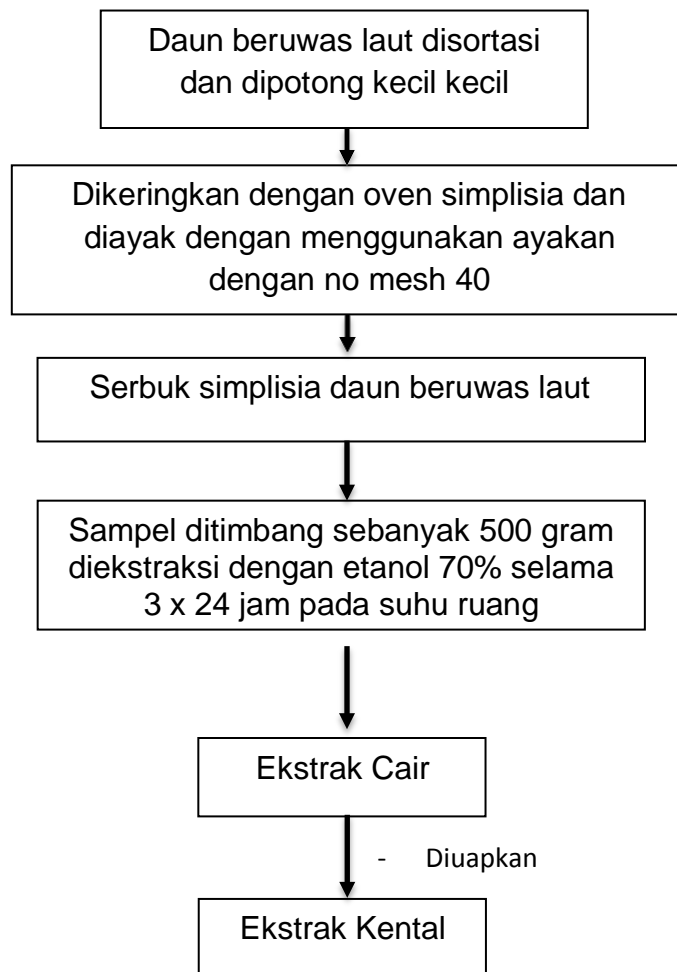 Daun beruwas laut disortasi
dan dipotong kecil kecil
Dikeringkan dengan oven simplisia dan
diayak dengan menggunakan ayakan
dengan no mesh 40
Serbuk simplisia daun beruwas laut
Sampel ditimbang sebanyak 500 gram
diekstraksi dengan etanol 70% selama
3 x 24 jam pada suhu ruang
Ekstrak Cair
- Diuapkan
Ekstrak Kental